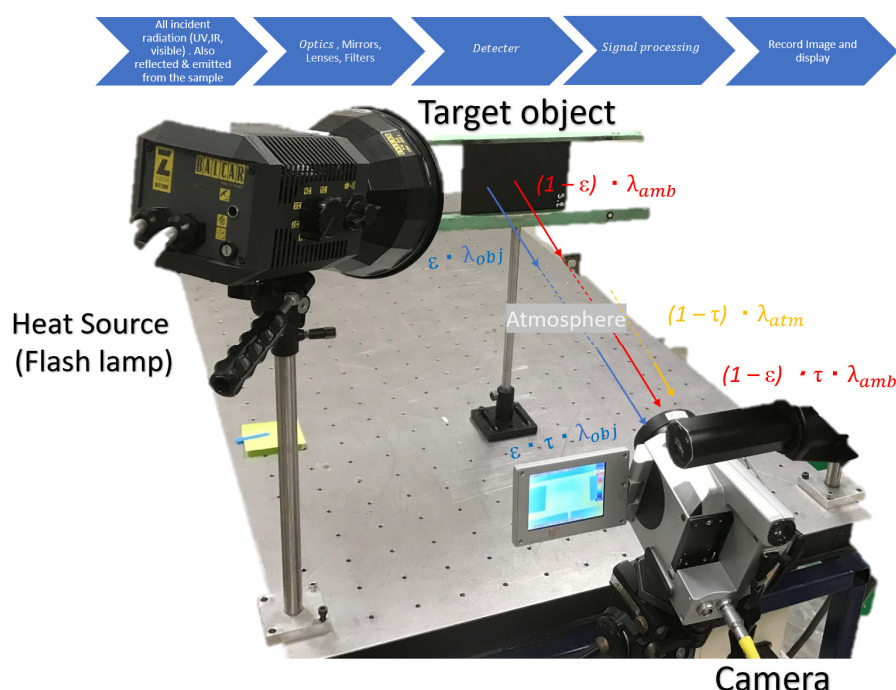 All incident
radiation (UV,IR,
visible) . Also
reflected & emitted
from the sample
Optics , Mirrors,
Lenses, Filters
Detecter
Signal processing
Record Image and
display
Target object
BALCAR
Z
(1−ε) · λamb
ε · λobj
Atmosphere
(1−τ) · λatm
Heat Source
(Flash lamp)
(1−ε) · τ · λamb
ε · τ · λobj
Camera